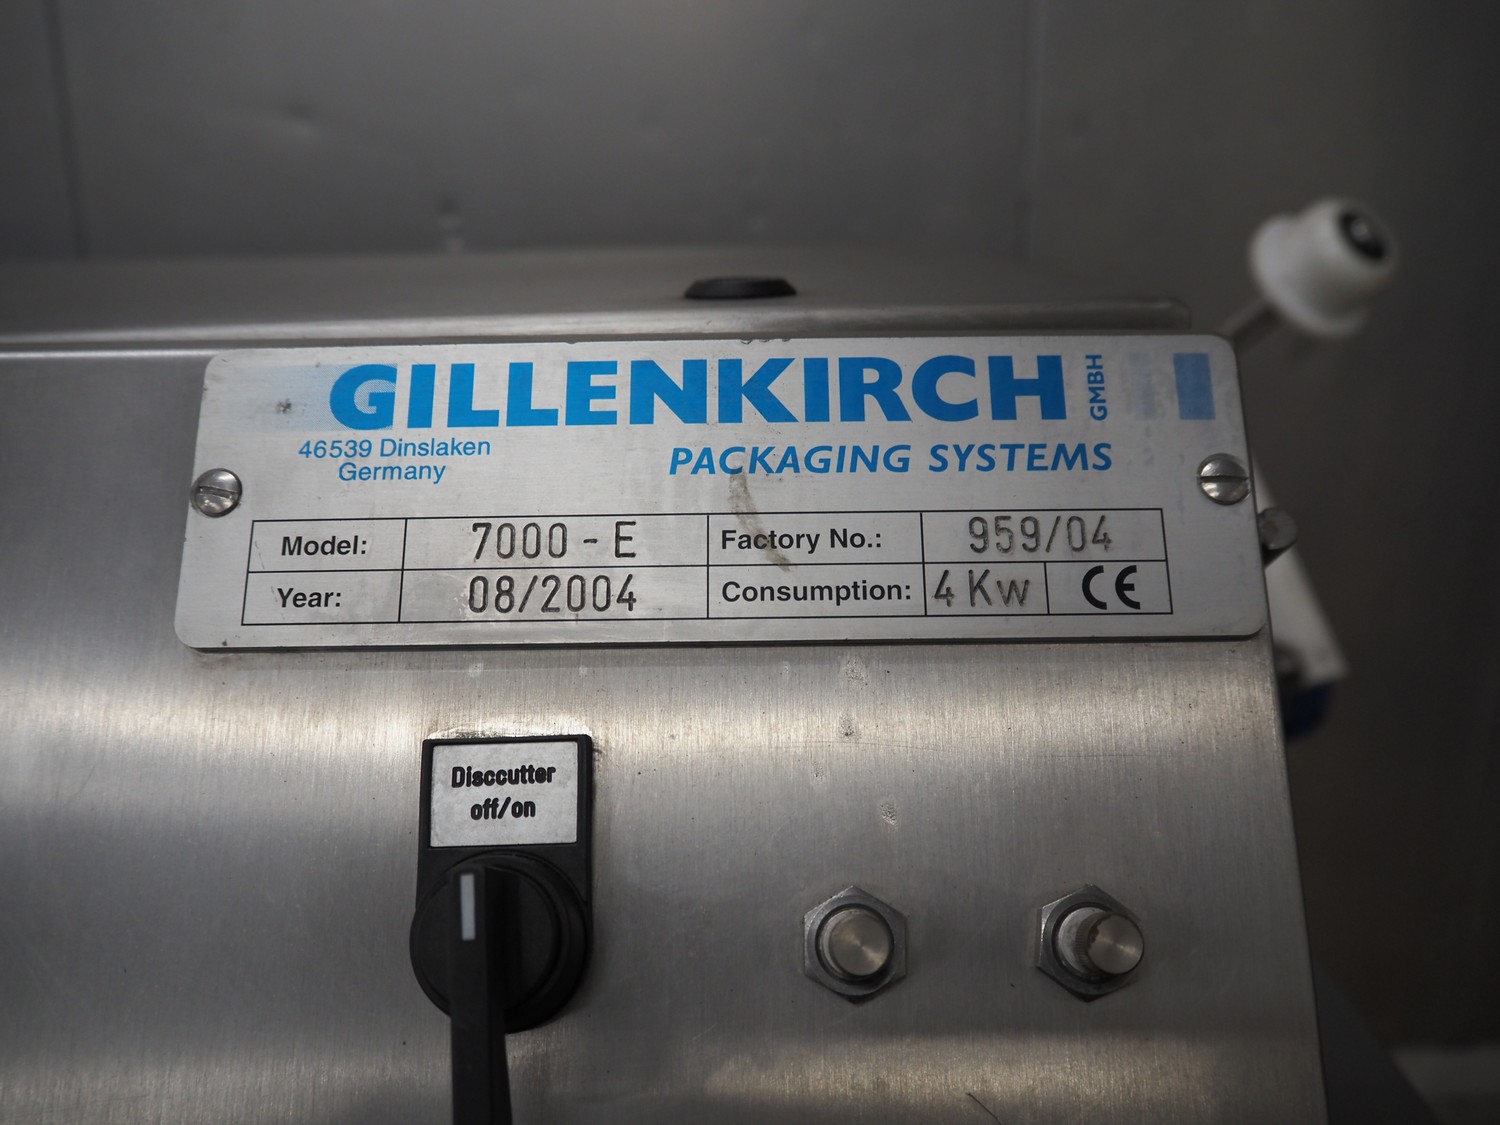 GILLENKIRCH GMBH
46539 Dinslaken
Germany
PACKAGING SYSTEMS
Model: 7000 - E Factory No.: 959/04
Year: 08/2004 Consumption: 4 Kw CE
Disccutter
off/on